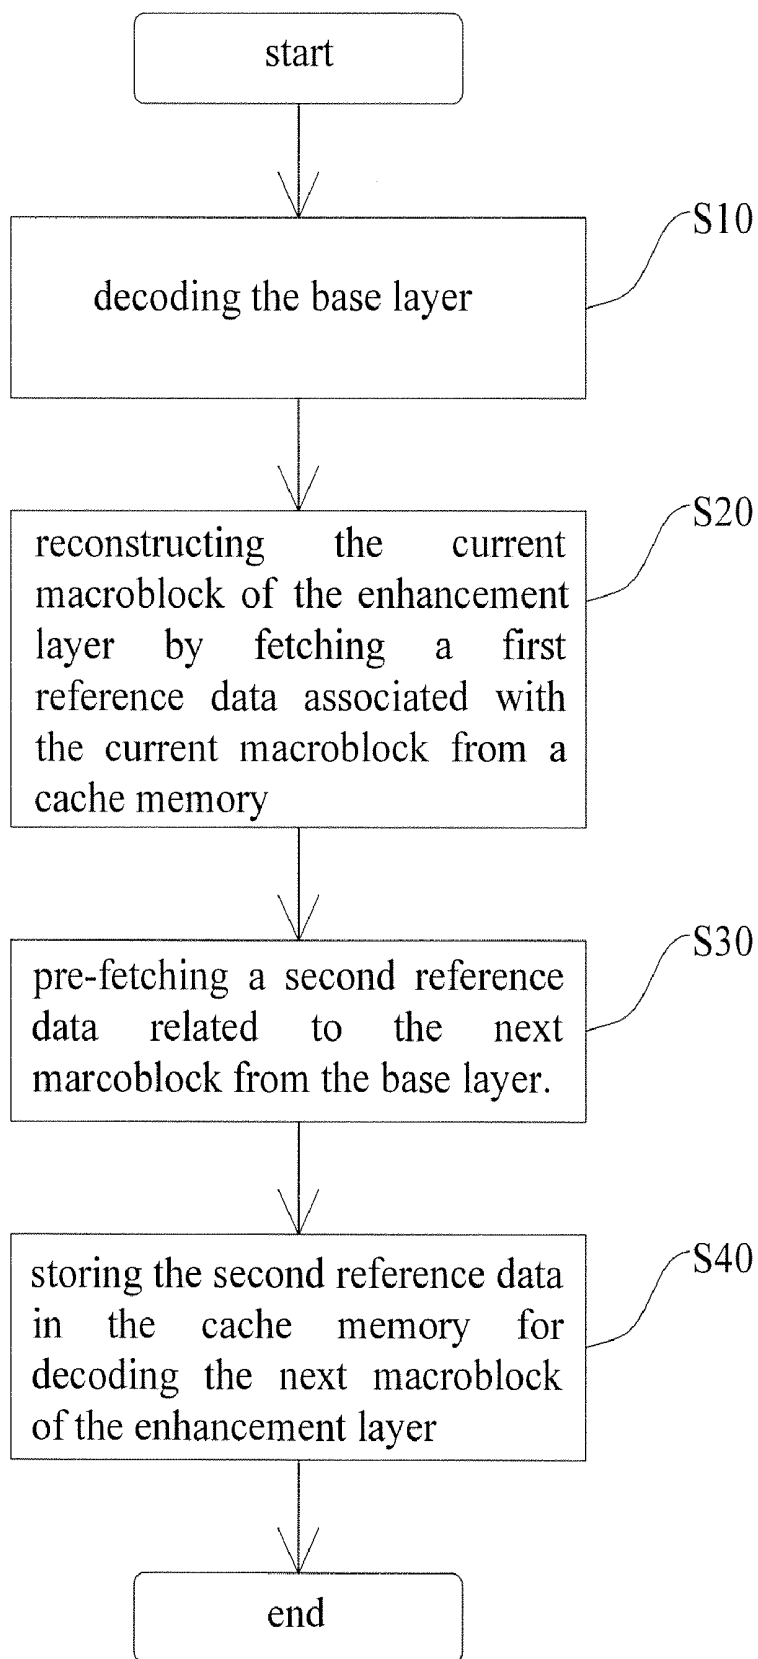 start
S10
decoding the base layer
S20
reconstructing the current
macroblock of the enhancement
layer by fetching a first
reference data associated with
the current macroblock from a
cache memory
S30
pre-fetching a second reference
data related to the next
marcoblock from the base layer.
S40
storing the second reference data
in the cache memory for
decoding the next macroblock
of the enhancement layer
end